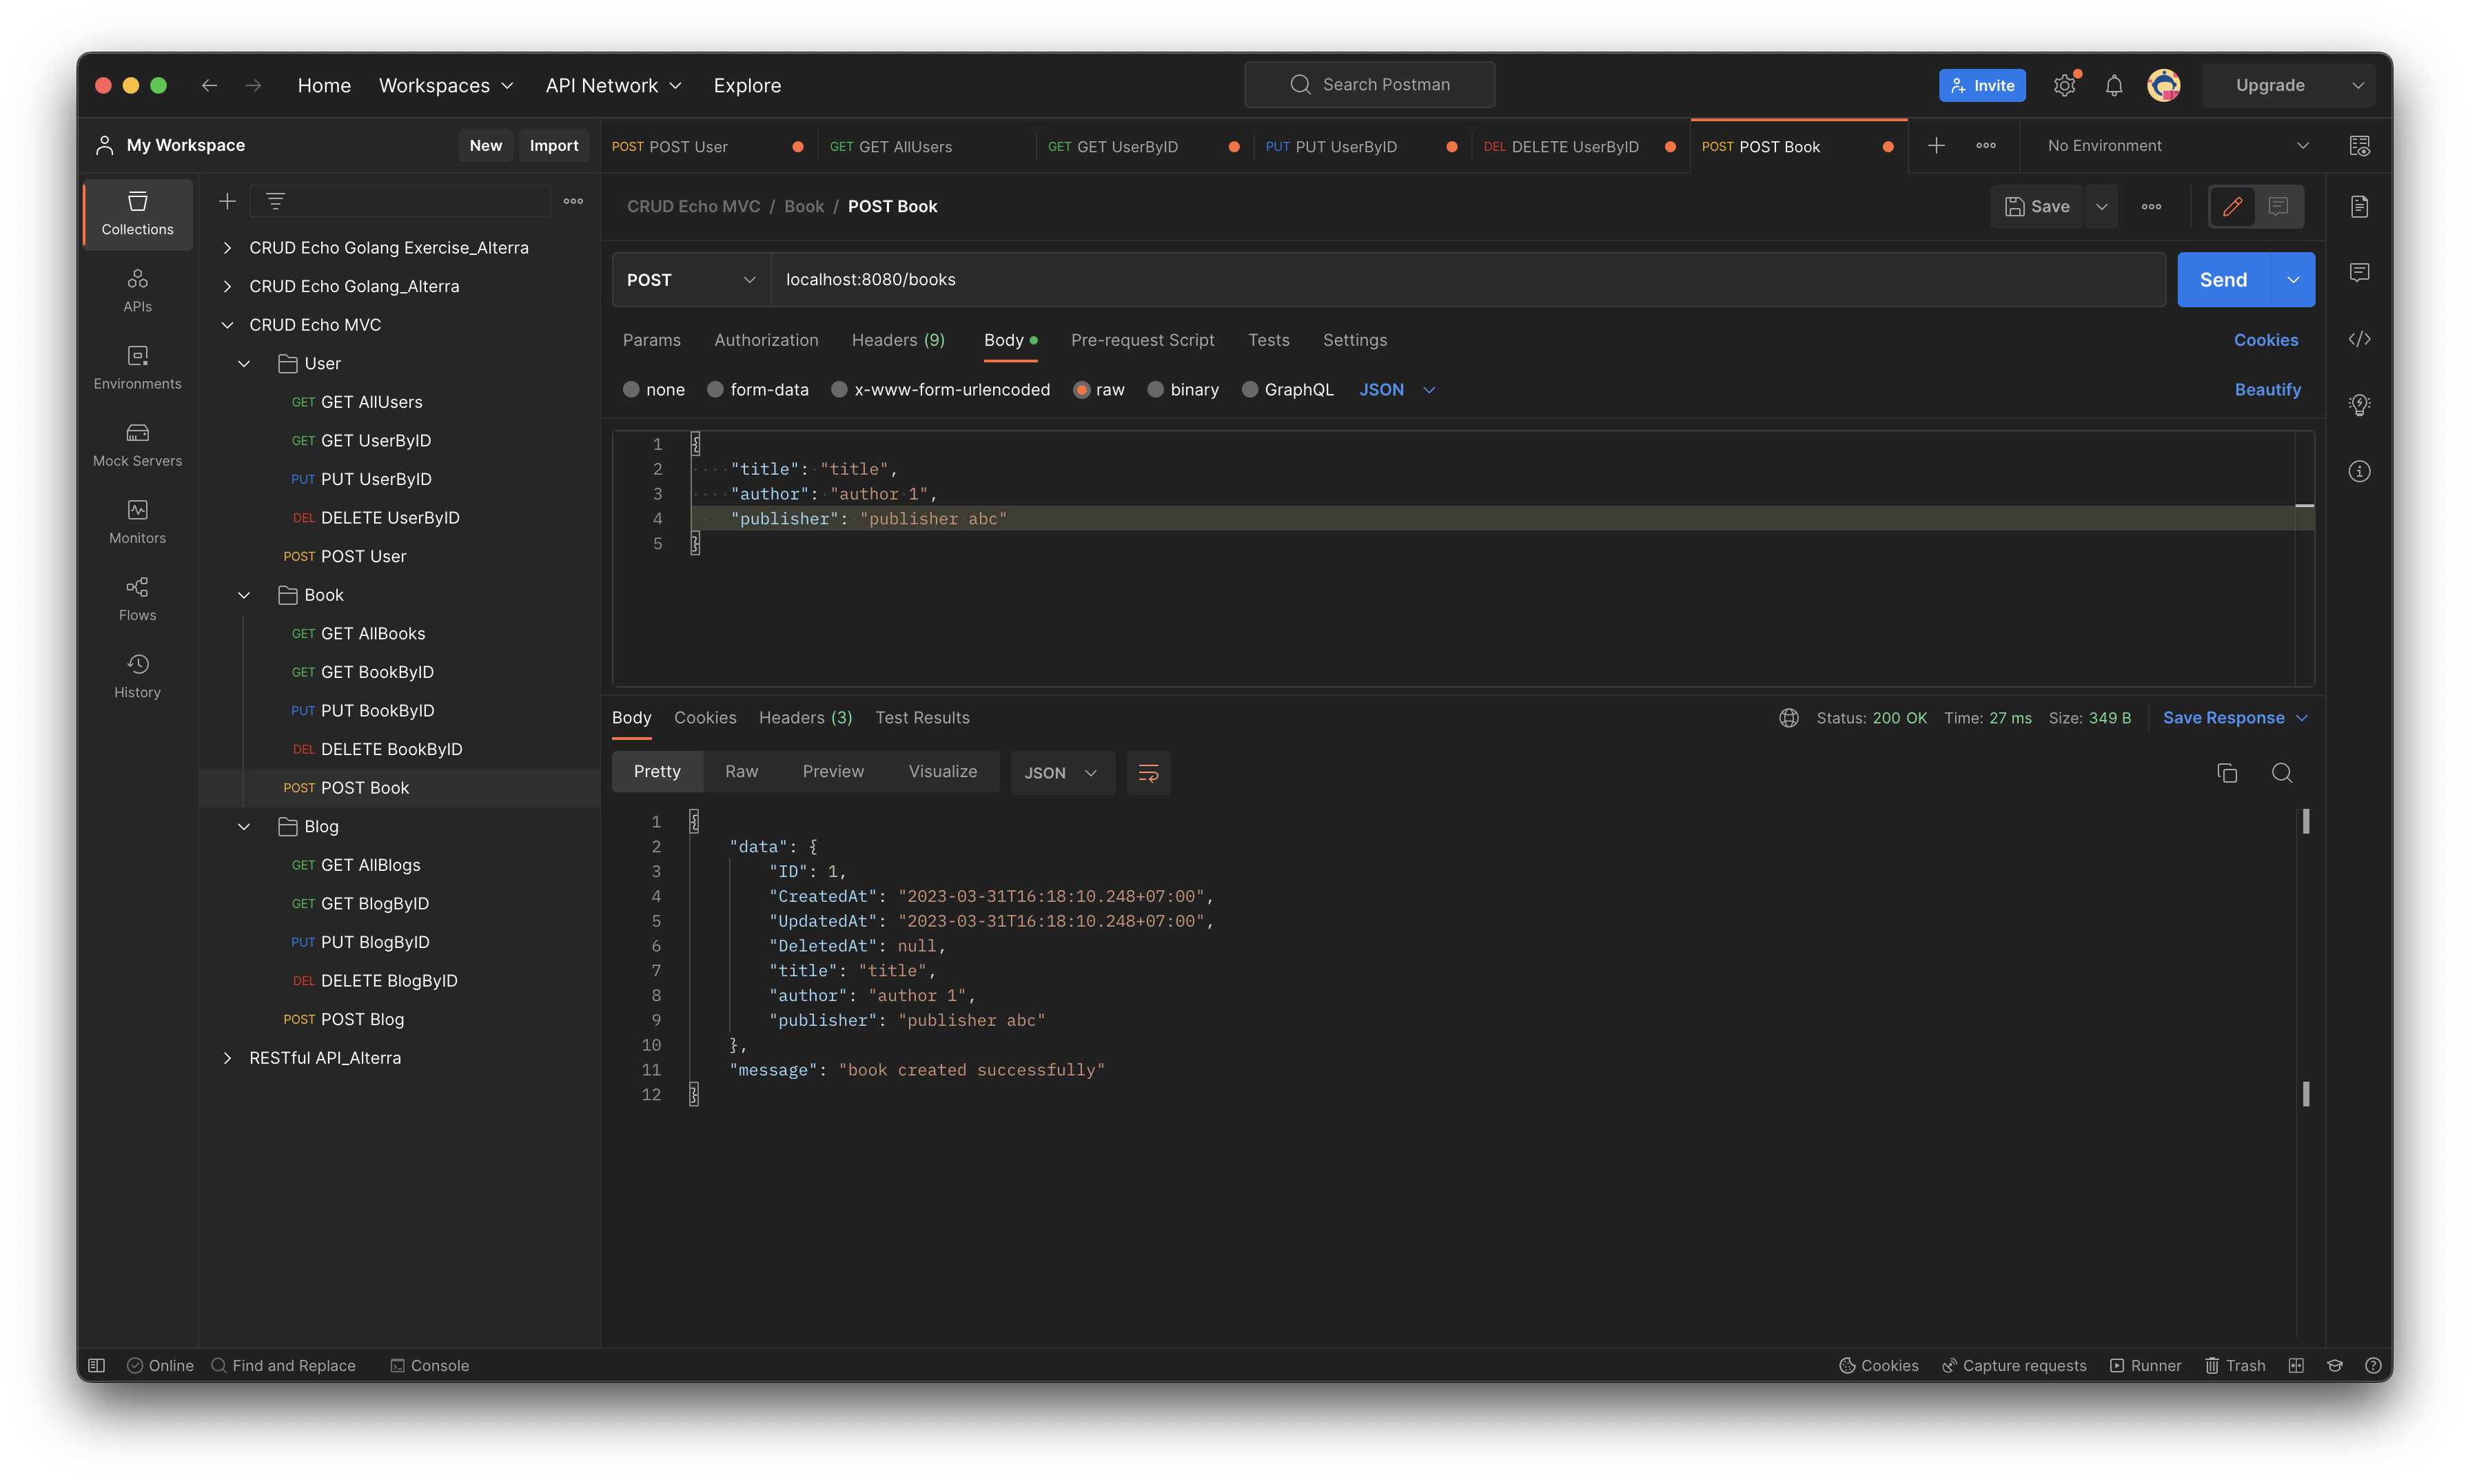 Home Workspaces API Network Explore Search Postman Invite Upgrade
My Workspace New Import
POST POST User GET GET AllUsers GET GET UserByID PUT PUT UserByID DEL DELETE UserByID POST POST Book No Environment
Collections
APIs
Environments
Mock Servers
Monitors
Flows
History
CRUD Echo Golang Exercise_Alterra
CRUD Echo Golang_Alterra
CRUD Echo MVC
User
GET GET AllUsers
GET GET UserByID
PUT PUT UserByID
DEL DELETE UserByID
POST POST User
Book
GET GET AllBooks
GET GET BookByID
PUT PUT BookByID
DEL DELETE BookByID
POST POST Book
Blog
GET GET AllBlogs
GET GET BlogByID
PUT PUT BlogByID
DEL DELETE BlogByID
POST POST Blog
RESTful API_Alterra
CRUD Echo MVC / Book / POST Book Save
POST localhost:8080/books Send
Params Authorization Headers (9) Body Pre-request Script Tests Settings Cookies
none form-data x-www-form-urlencoded raw binary GraphQL JSON Beautify
1 {
2 "title": "title",
3 "author": "author 1",
4 "publisher": "publisher abc"
5 }
Body Cookies Headers (3) Test Results Status: 200 OK Time: 27 ms Size: 349 B Save Response
Pretty Raw Preview Visualize JSON
1 {
2 "data": {
3 "ID": 1,
4 "CreatedAt": "2023-03-31T16:18:10.248+07:00",
5 "UpdatedAt": "2023-03-31T16:18:10.248+07:00",
6 "DeletedAt": null,
7 "title": "title",
8 "author": "author 1",
9 "publisher": "publisher abc"
10 },
11 "message": "book created successfully"
12 }
Online Find and Replace Console Cookies Capture requests Runner Trash